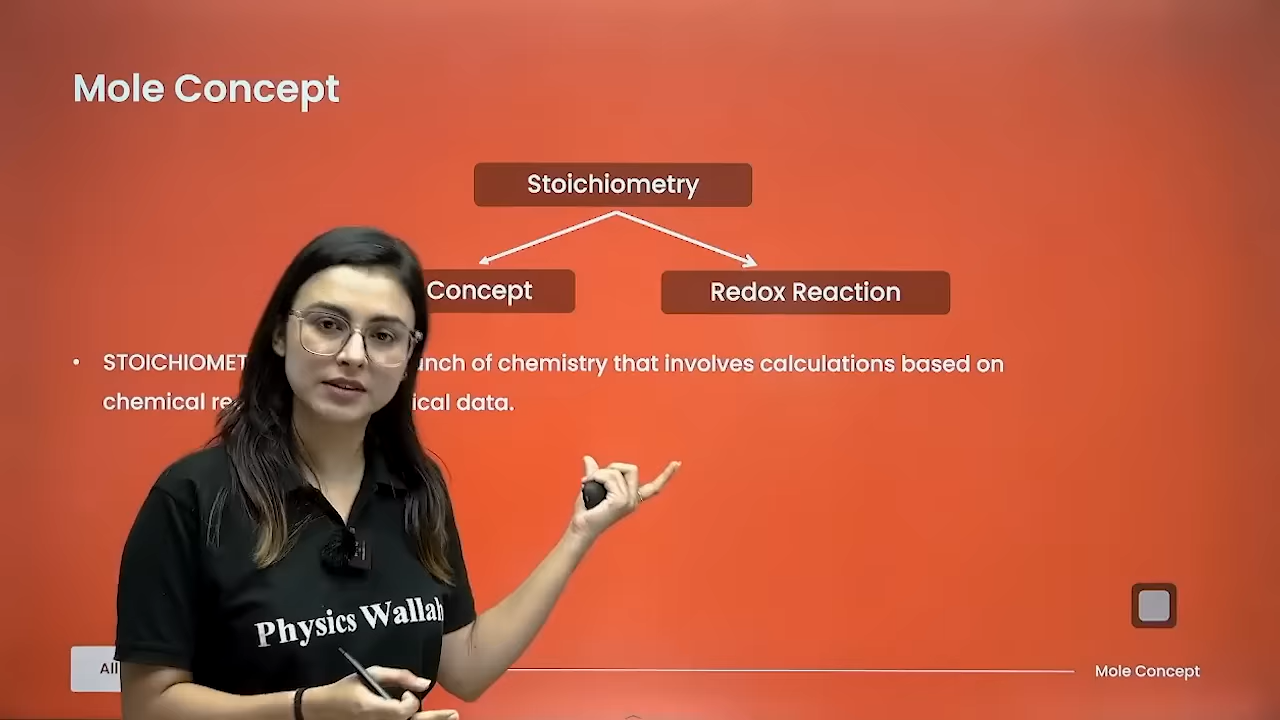 Mole Concept
Stoichiometry
Concept
Redox Reaction
• STOICHIOMET unch of chemistry that involves calculations based on
chemical re ical data.
Physics Wallah
All
Mole Concept